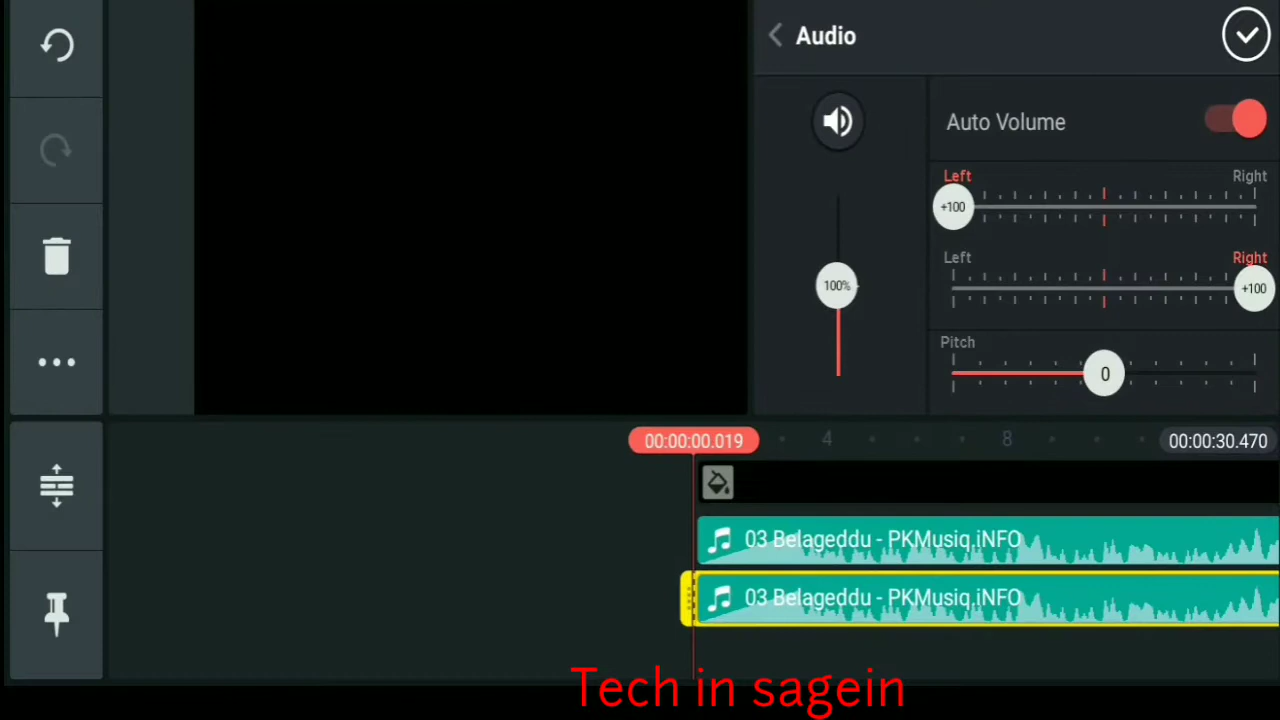 Audio
Auto Volume
Left Right
+100
Left Right
+100
100%
Pitch
0
00:00:00.019 4 8 00:00:30.470
03 Belageddu - PKMusiq.iNFO
03 Belageddu - PKMusiq.iNFO
Tech in sagein